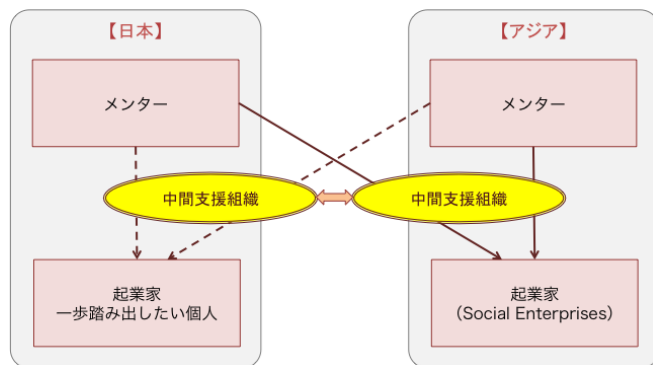 【日本】
メンター
中間支援組織
起業家
一歩踏み出したい個人
【アジア】
メンター
中間支援組織
起業家
（Social Enterprises）